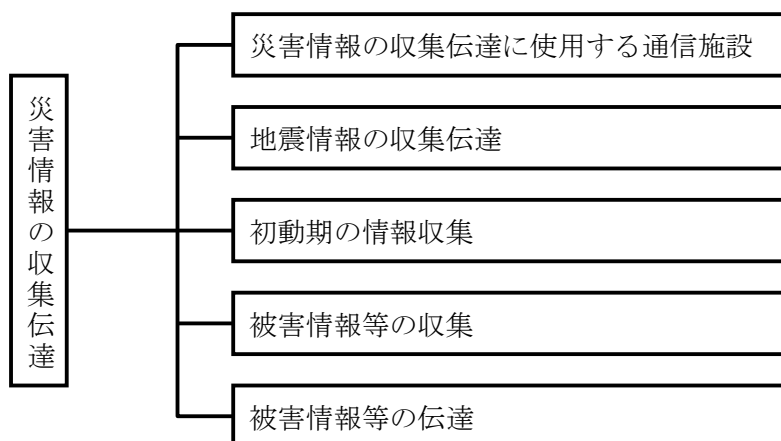 災害情報の収集伝達
災害情報の収集伝達に使用する通信施設
地震情報の収集伝達
初動期の情報収集
被害情報等の収集
被害情報等の伝達